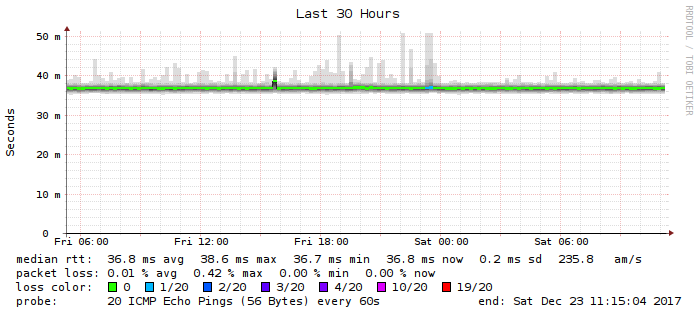 Last 30 Hours
RRDTOOL / TOBI OETIKER
Seconds
50 m
40 m
30 m
20 m
10 m
0
Fri 06:00 Fri 12:00 Fri 18:00 Sat 00:00 Sat 06:00
median rtt: 36.8 ms avg 38.6 ms max 36.7 ms min 36.8 ms now 0.2 ms sd 235.8 am/s
packet loss: 0.01 % avg 0.42 % max 0.00 % min 0.00 % now
loss color: 0 1/20 2/20 3/20 4/20 10/20 19/20
probe: 20 ICMP Echo Pings (56 Bytes) every 60s end: Sat Dec 23 11:15:04 2017